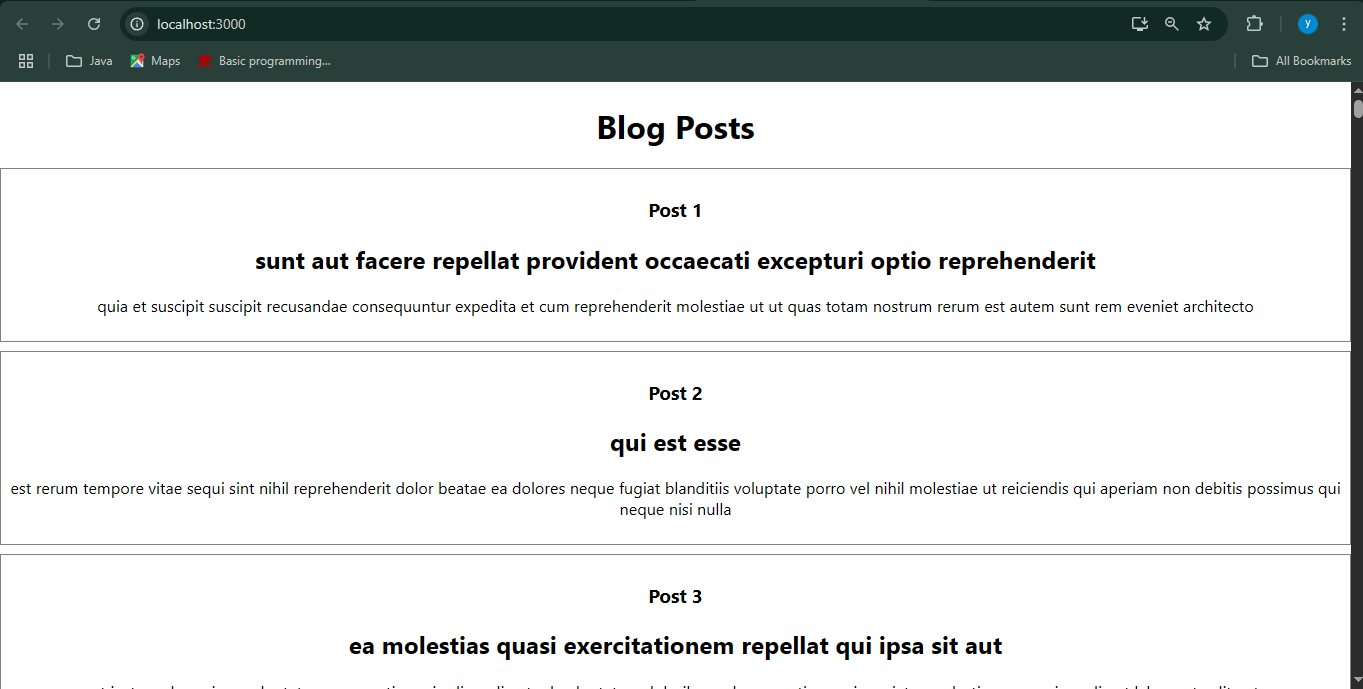 localhost:3000
y
Java
Maps
Basic programming...
All Bookmarks
Blog Posts
Post 1
sunt aut facere repellat provident occaecati excepturi optio reprehenderit
quia et suscipit suscipit recusandae consequuntur expedita et cum reprehenderit molestiae ut ut quas totam nostrum rerum est autem sunt rem eveniet architecto
Post 2
qui est esse
est rerum tempore vitae sequi sint nihil reprehenderit dolor beatae ea dolores neque fugiat blanditiis voluptate porro vel nihil molestiae ut reiciendis qui aperiam non debitis possimus qui
neque nisi nulla
Post 3
ea molestias quasi exercitationem repellat qui ipsa sit aut